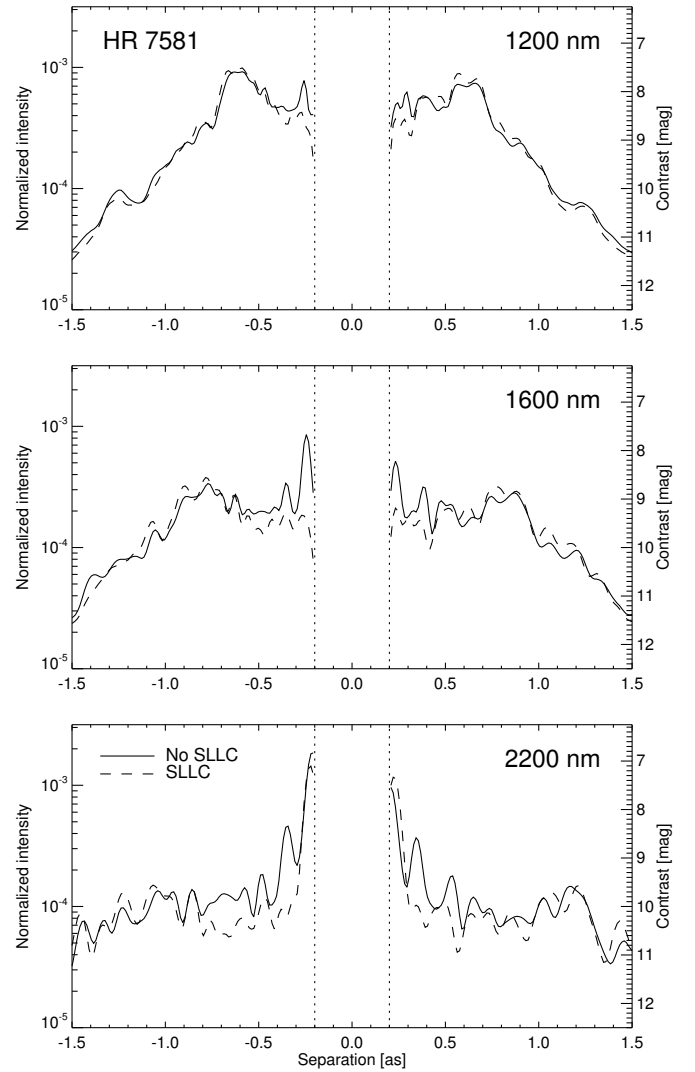 HR 7581
1200 nm
Normalized intensity
10-3
10-4
10-5
Contrast [mag]
7
8
9
10
11
12
-1.5 -1.0 -0.5 0.0 0.5 1.0 1.5
1600 nm
Normalized intensity
10-3
10-4
10-5
Contrast [mag]
7
8
9
10
11
12
-1.5 -1.0 -0.5 0.0 0.5 1.0 1.5
No SLLC
SLLC
2200 nm
Normalized intensity
10-3
10-4
10-5
Contrast [mag]
7
8
9
10
11
12
-1.5 -1.0 -0.5 0.0 0.5 1.0 1.5
Separation [as]